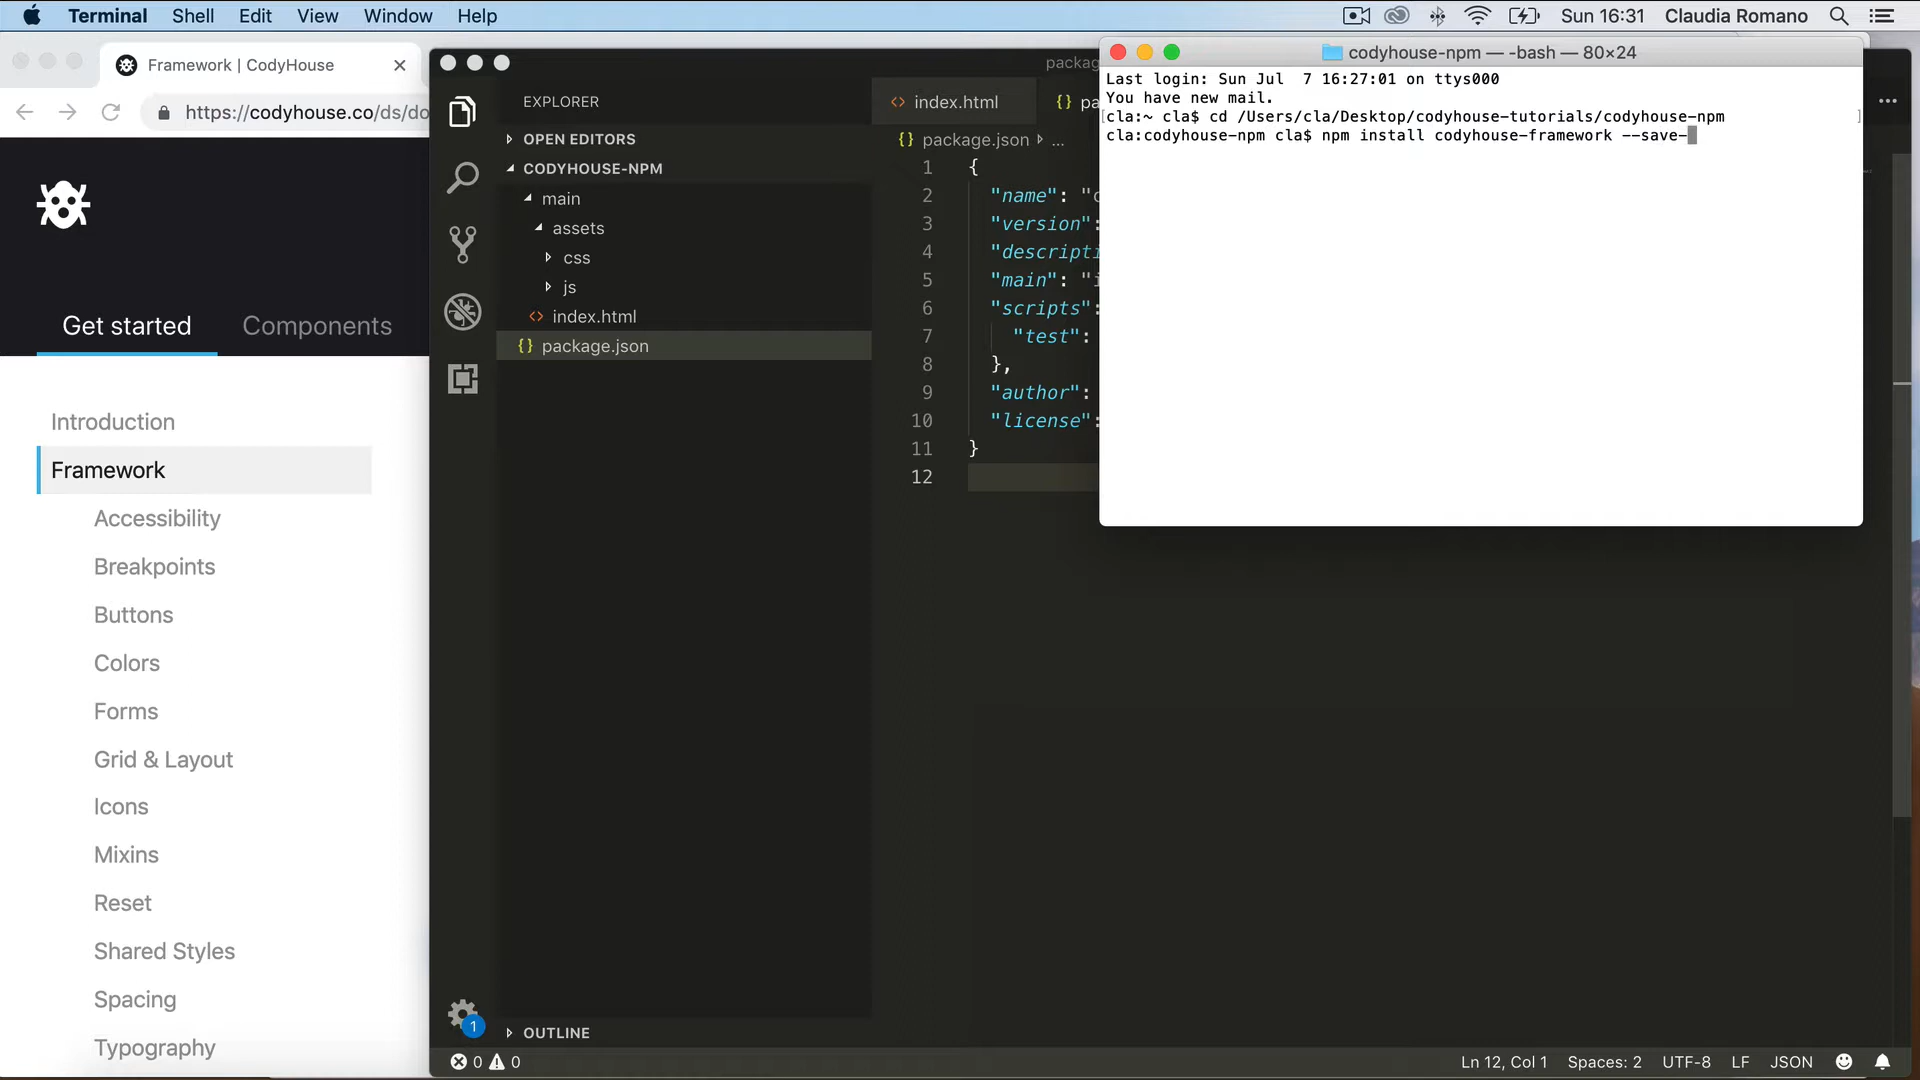 Terminal Shell Edit View Window Help Sun 16:31 Claudia Romano
Framework | CodyHouse
https://codyhouse.co/ds/do
Get started Components
Introduction
Framework
Accessibility
Breakpoints
Buttons
Colors
Forms
Grid & Layout
Icons
Mixins
Reset
Shared Styles
Spacing
Typography
EXPLORER
OPEN EDITORS
CODYHOUSE-NPM
main
assets
css
js
<> index.html
{} package.json
1
OUTLINE
packag
<> index.html {} pa
{} package.json ...
1 {
2 "name": "c
3 "version":
4 "descripti
5 "main": "i
6 "scripts":
7 "test":
8 },
9 "author":
10 "license":
11 }
12
codyhouse-npm — -bash — 80×24
Last login: Sun Jul 7 16:27:01 on ttys000
You have new mail.
[cla:~ cla$ cd /Users/cla/Desktop/codyhouse-tutorials/codyhouse-npm ]
cla:codyhouse-npm cla$ npm install codyhouse-framework --save-
0 0 Ln 12, Col 1 Spaces: 2 UTF-8 LF JSON